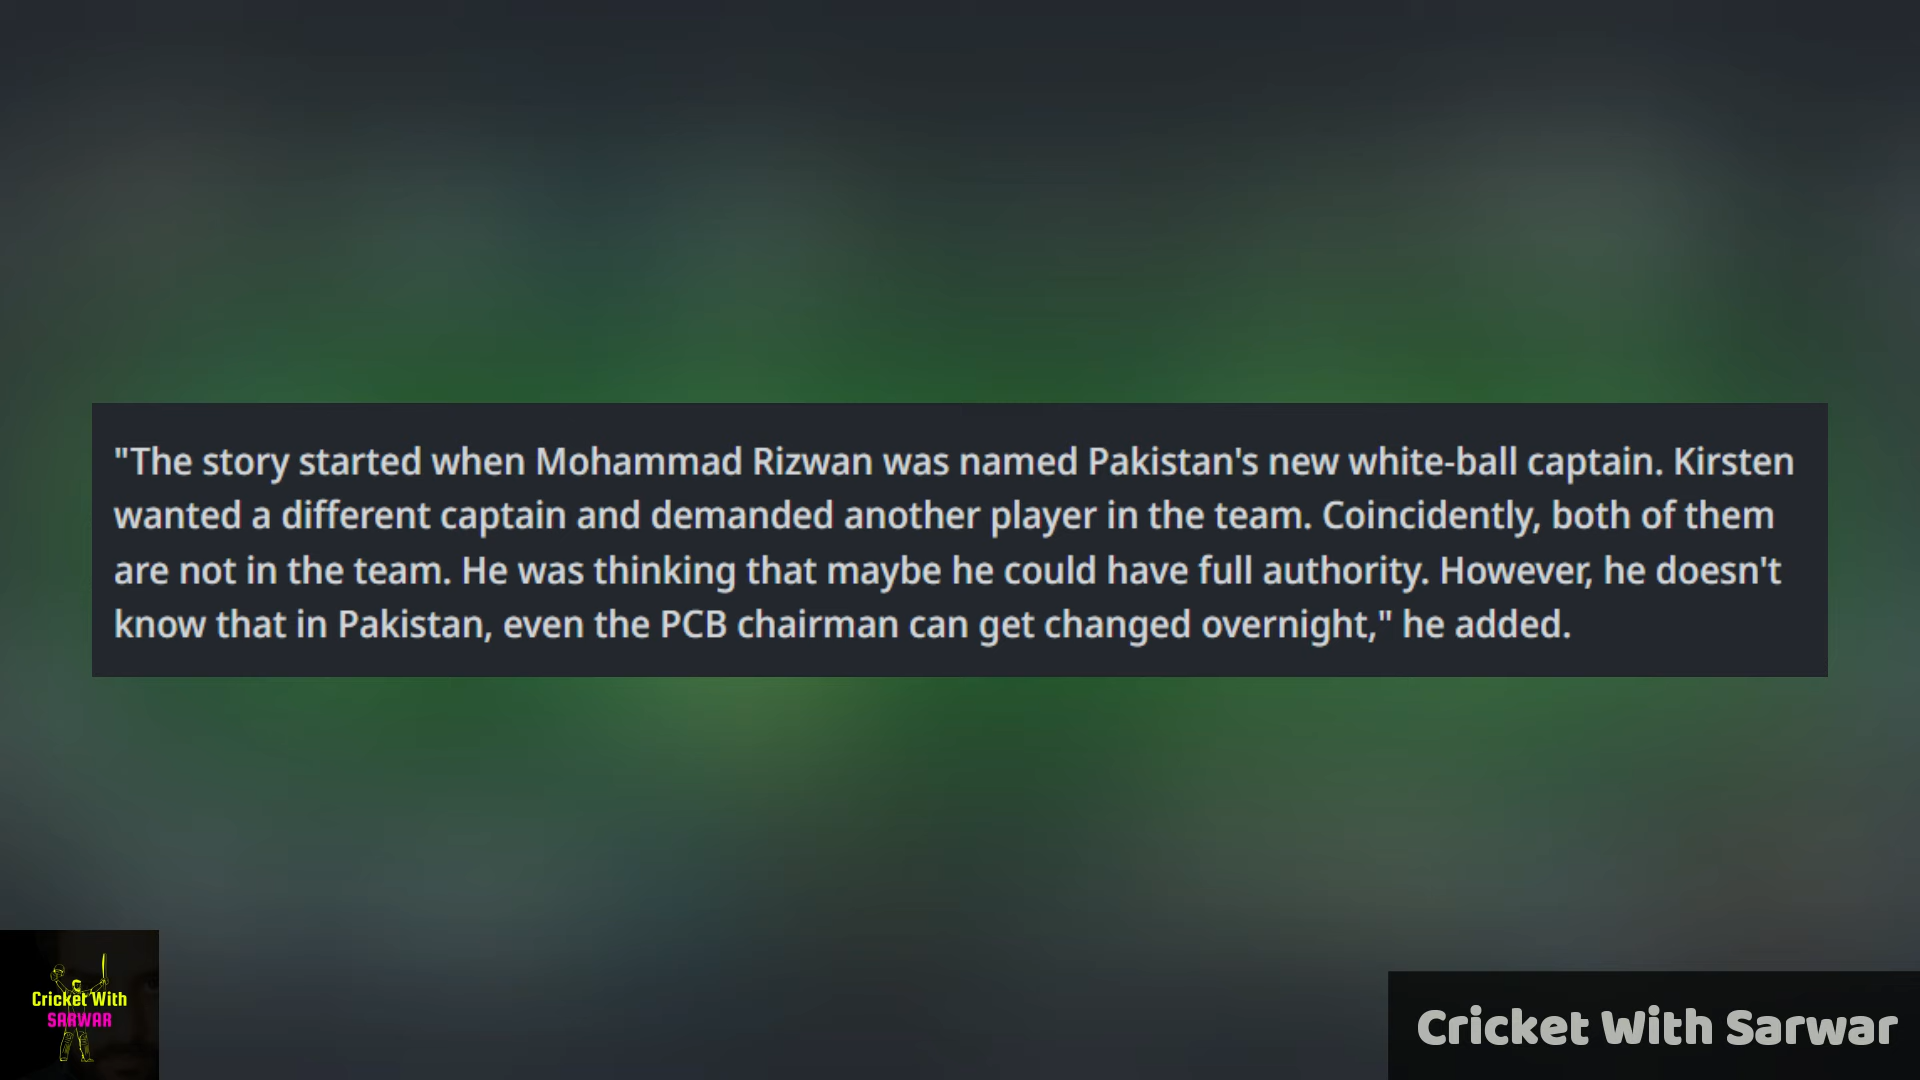 "The story started when Mohammad Rizwan was named Pakistan's new white-ball captain. Kirsten
wanted a different captain and demanded another player in the team. Coincidently, both of them
are not in the team. He was thinking that maybe he could have full authority. However, he doesn't
know that in Pakistan, even the PCB chairman can get changed overnight," he added.
Cricket With
SARWAR
Cricket With Sarwar